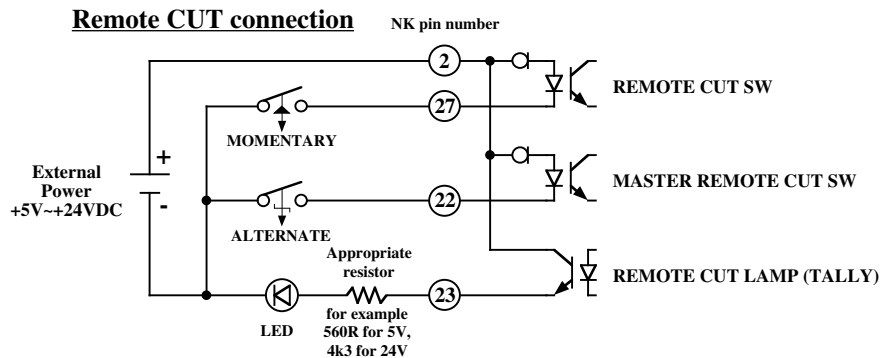 Remote CUT connection
NK pin number
2
REMOTE CUT SW
27
MOMENTARY
+
External
Power
+5V~+24VDC
-
MASTER REMOTE CUT SW
22
ALTERNATE
Appropriate
resistor
REMOTE CUT LAMP (TALLY)
23
LED
for example
560R for 5V,
4k3 for 24V